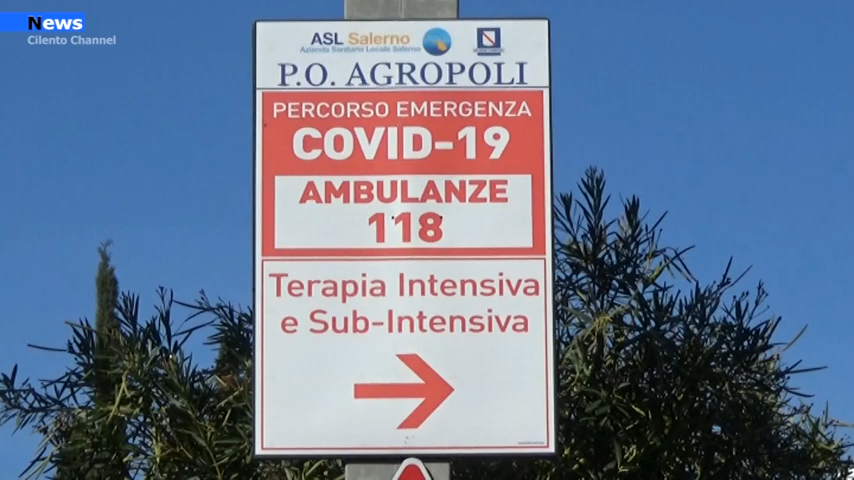 News
Cilento Channel
ASL Salerno
Azienda Sanitaria Locale Salerno
P.O. AGROPOLI
PERCORSO EMERGENZA
COVID-19
AMBULANZE
118
Terapia Intensiva
e Sub-Intensiva